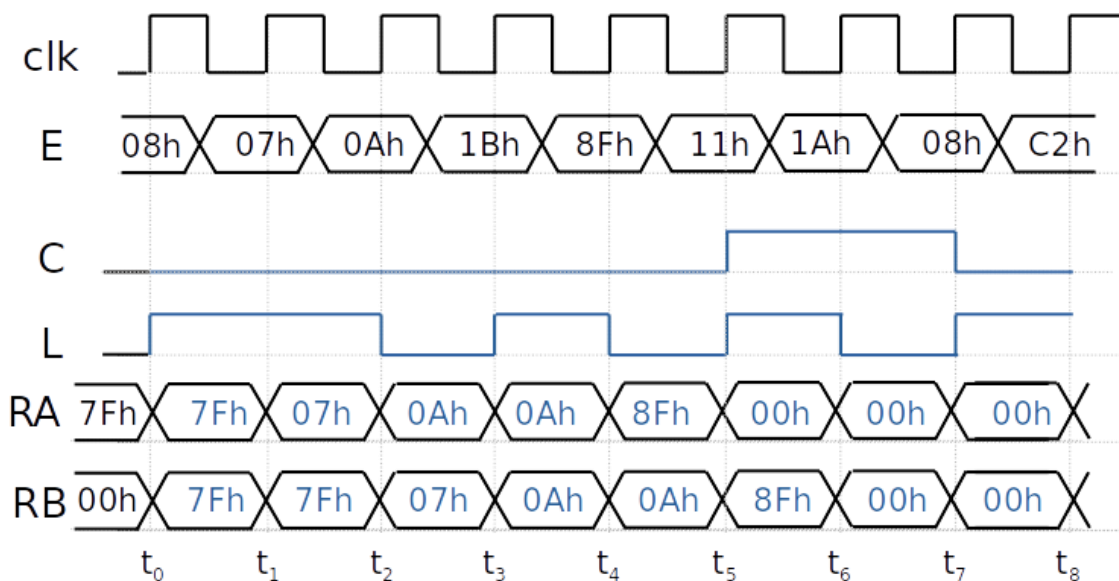 clk
E 08h 07h 0Ah 1Bh 8Fh 11h 1Ah 08h C2h
C
L
RA 7Fh 7Fh 07h 0Ah 0Ah 8Fh 00h 00h 00h
RB 00h 7Fh 7Fh 07h 0Ah 0Ah 8Fh 00h 00h
t₀ t₁ t₂ t₃ t₄ t₅ t₆ t₇ t₈